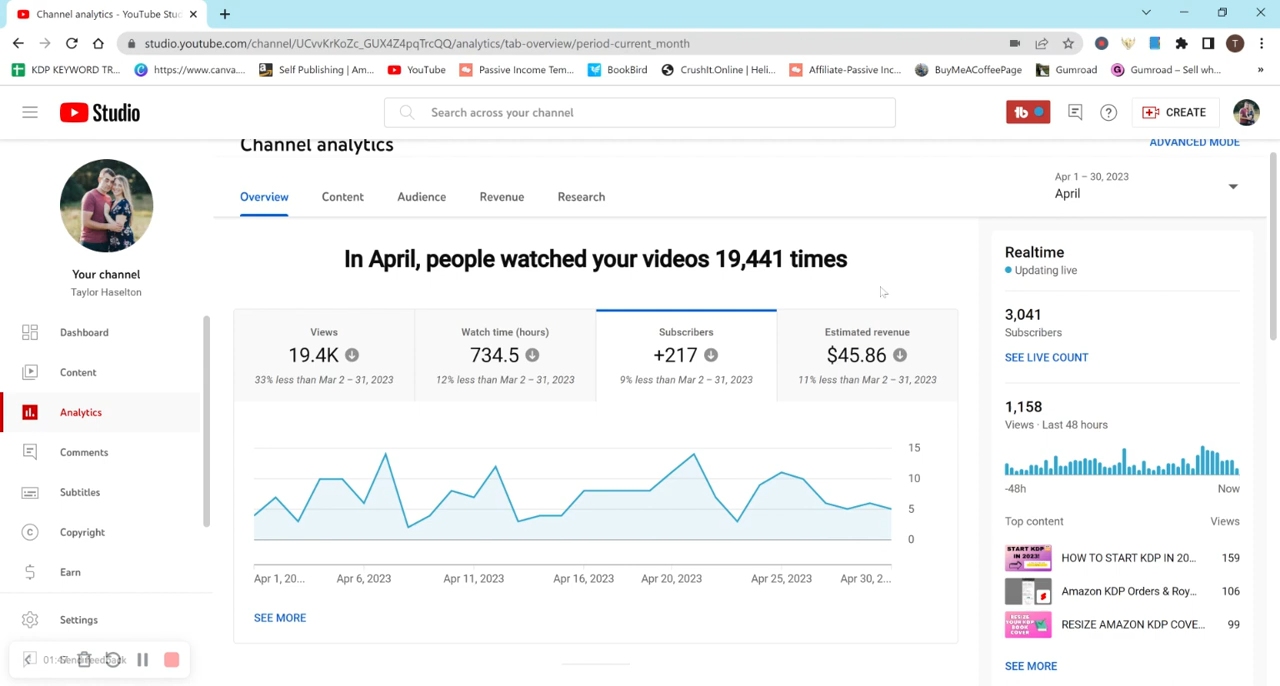 Channel analytics - YouTube Stu
studio.youtube.com/channel/UCvvKrKoZc_GUX4Z4pqTrcQQ/analytics/tab-overview/period-current_month
KDP KEYWORD TR... https://www.canva.... Self Publishing | Am... YouTube Passive Income Tem... BookBird CrushIt.Online | Heli... Affiliate-Passive Inc... BuyMeACoffeePage Gumroad Gumroad – Sell wh... »
Studio
Search across your channel
CREATE
Channel analytics
ADVANCED MODE
Overview Content Audience Revenue Research
Apr 1 – 30, 2023
April
Your channel
Taylor Haselton
Dashboard
Content
Analytics
Comments
Subtitles
Copyright
Earn
Settings
In April, people watched your videos 19,441 times
Views
19.4K
33% less than Mar 2 – 31, 2023
Watch time (hours)
734.5
12% less than Mar 2 – 31, 2023
Subscribers
+217
9% less than Mar 2 – 31, 2023
Estimated revenue
$45.86
11% less than Mar 2 – 31, 2023
15
10
5
0
Apr 1, 20... Apr 6, 2023 Apr 11, 2023 Apr 16, 2023 Apr 20, 2023 Apr 25, 2023 Apr 30, 2...
SEE MORE
Realtime
Updating live
3,041
Subscribers
SEE LIVE COUNT
1,158
Views · Last 48 hours
-48h Now
Top content Views
START KDP IN 2023!
HOW TO START KDP IN 20... 159
Amazon KDP Orders & Roy... 106
RESIZE AMAZON KDP COVE... 99
SEE MORE